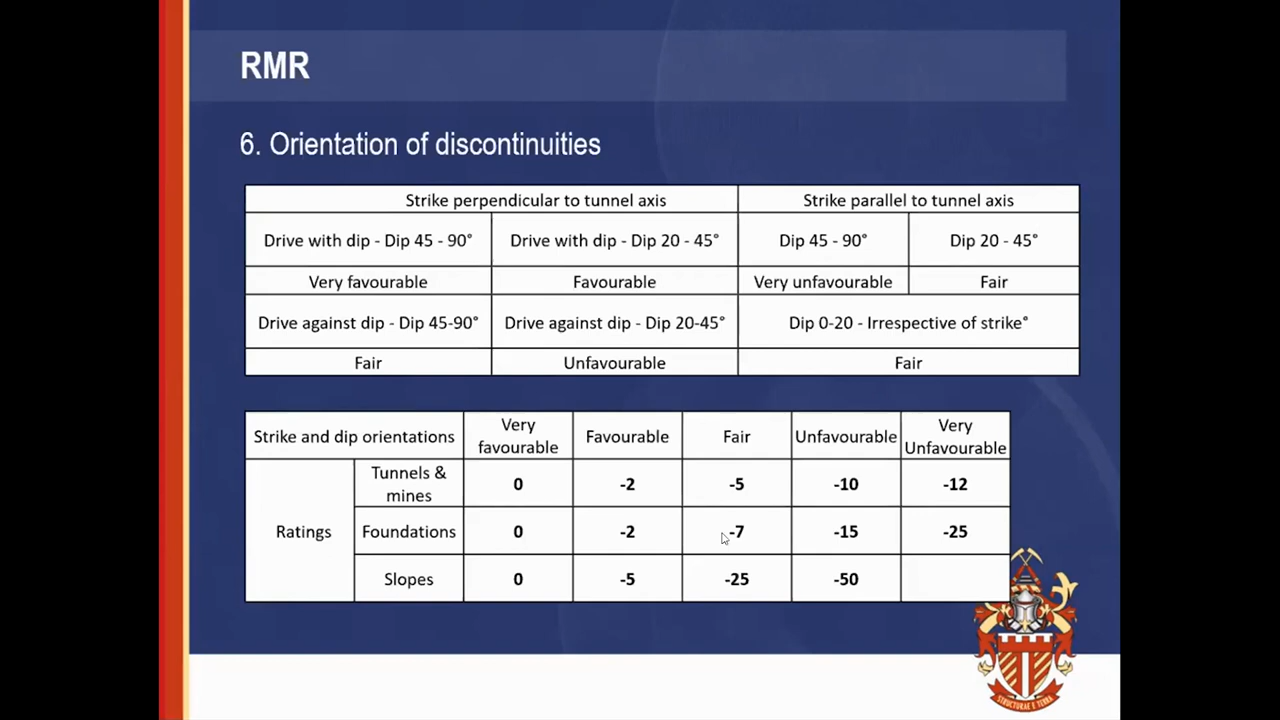 RMR
6. Orientation of discontinuities
Strike perpendicular to tunnel axis
Strike parallel to tunnel axis
Drive with dip - Dip 45 - 90°
Drive with dip - Dip 20 - 45°
Dip 45 - 90°
Dip 20 - 45°
Very favourable
Favourable
Very unfavourable
Fair
Drive against dip - Dip 45-90°
Drive against dip - Dip 20-45°
Dip 0-20 - Irrespective of strike°
Fair
Unfavourable
Fair
Strike and dip orientations
Very
favourable
Favourable
Fair
Unfavourable
Very
Unfavourable
Ratings
Tunnels &
mines
0
-2
-5
-10
-12
Foundations
0
-2
-7
-15
-25
Slopes
0
-5
-25
-50
STRUCTURAE E TERRA